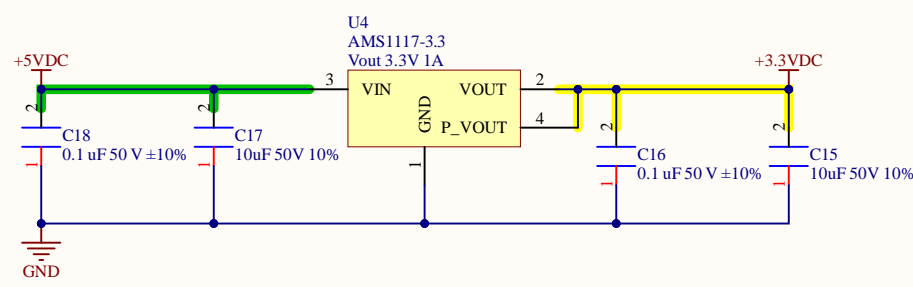 U4
AMS1117-3.3
Vout 3.3V 1A
+5VDC
+3.3VDC
3
VIN
VOUT
2
GND
P_VOUT
4
1
2
C18
0.1 uF 50 V ±10%
1
2
C17
10uF 50V 10%
1
2
C16
0.1 uF 50 V ±10%
1
2
C15
10uF 50V 10%
1
GND